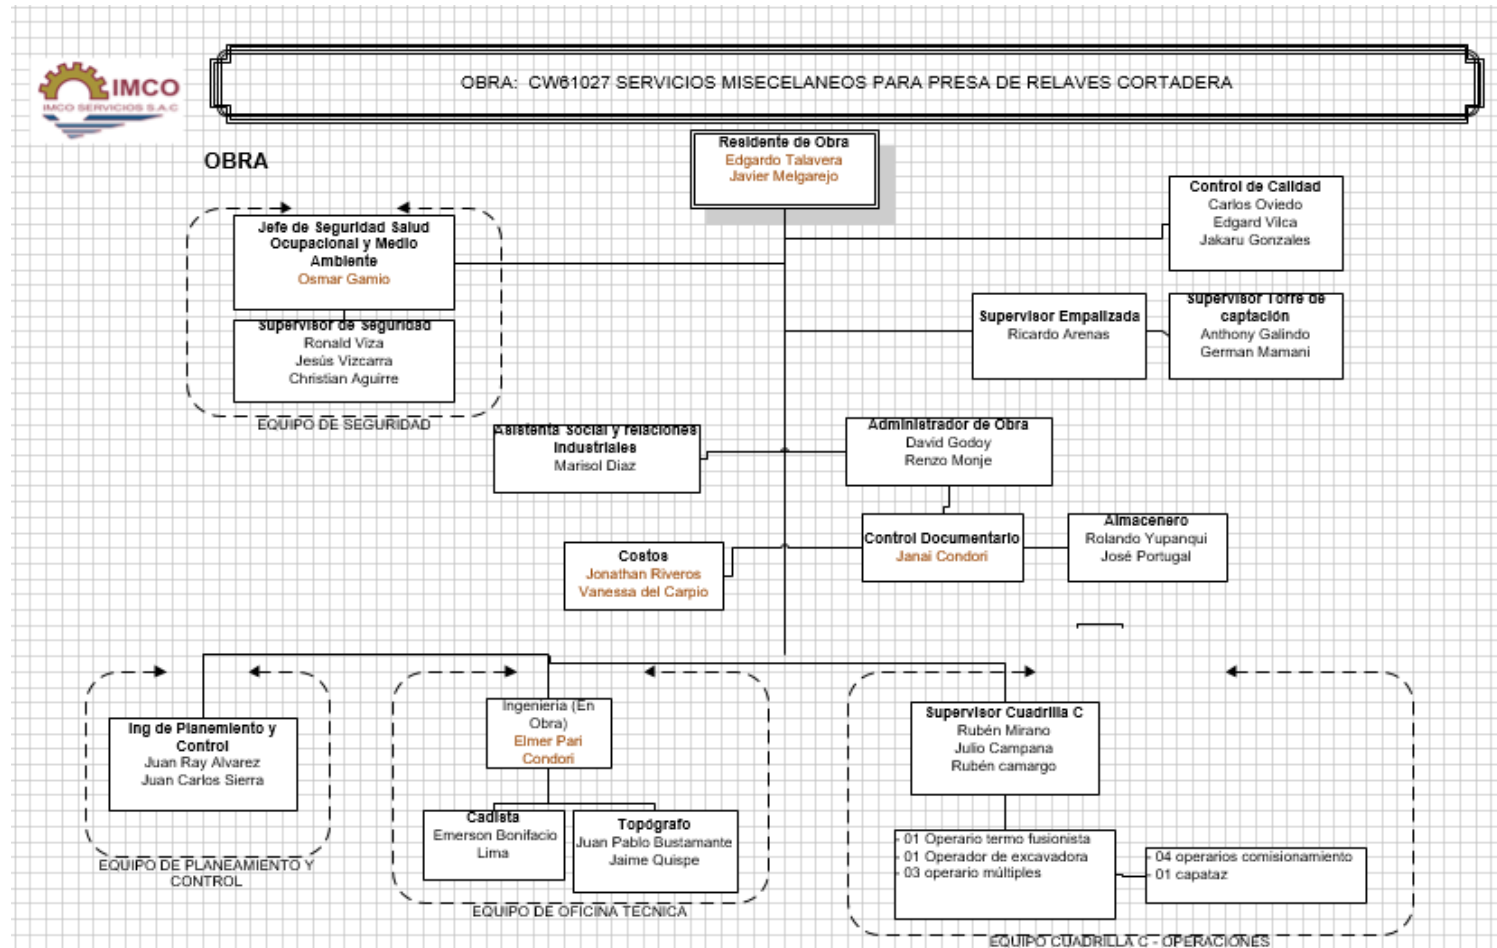 IMCO
IMCO SERVICIOS S.A.C
OBRA: CW61027 SERVICIOS MISECELANEOS PARA PRESA DE RELAVES CORTADERA
OBRA
Residente de Obra
Edgardo Talavera
Javier Melgarejo
Control de Calidad
Carlos Oviedo
Edgard Vilca
Jakaru Gonzales
Jefe de Seguridad Salud
Ocupacional y Medio
Ambiente
Osmar Gamio
Supervisor de Seguridad
Ronald Viza
Jesús Vizcarra
Christian Aguirre
EQUIPO DE SEGURIDAD
Supervisor Empalizada
Ricardo Arenas
Supervisor Torre de
captación
Anthony Galindo
German Mamani
Asistenta Social y relaciones
Industriales
Marisol Diaz
Administrador de Obra
David Godoy
Renzo Monje
Costos
Jonathan Riveros
Vanessa del Carpio
Control Documentario
Janai Condori
Almacenero
Rolando Yupanqui
José Portugal
Ing de Planemiento y
Control
Juan Ray Alvarez
Juan Carlos Sierra
EQUIPO DE PLANEAMIENTO Y
CONTROL
Ingenieria (En
Obra)
Elmer Pari
Condori
Cadista
Emerson Bonifacio
Lima
Topógrafo
Juan Pablo Bustamante
Jaime Quispe
EQUIPO DE OFICINA TECNICA
Supervisor Cuadrilla C
Rubén Mirano
Julio Campana
Rubén camargo
- 01 Operario termo fusionista
- 01 Operador de excavadora
- 03 operario múltiples
- 04 operarios comisionamiento
- 01 capataz
EQUIPO CUADRILLA C - OPERACIONES